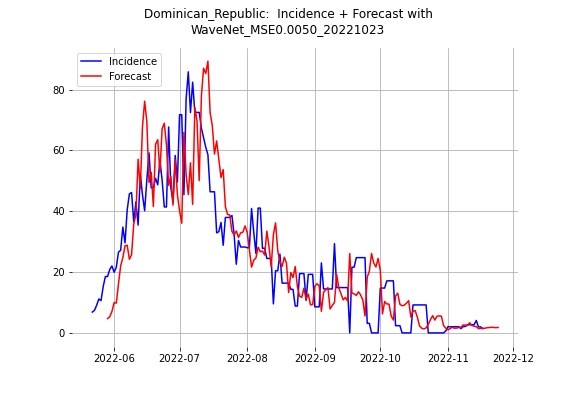 Dominican_Republic:  Incidence + Forecast with
WaveNet_MSE0.0050_20221023
Incidence
Forecast
80
60
40
20
0
2022-06 2022-07 2022-08 2022-09 2022-10 2022-11 2022-12